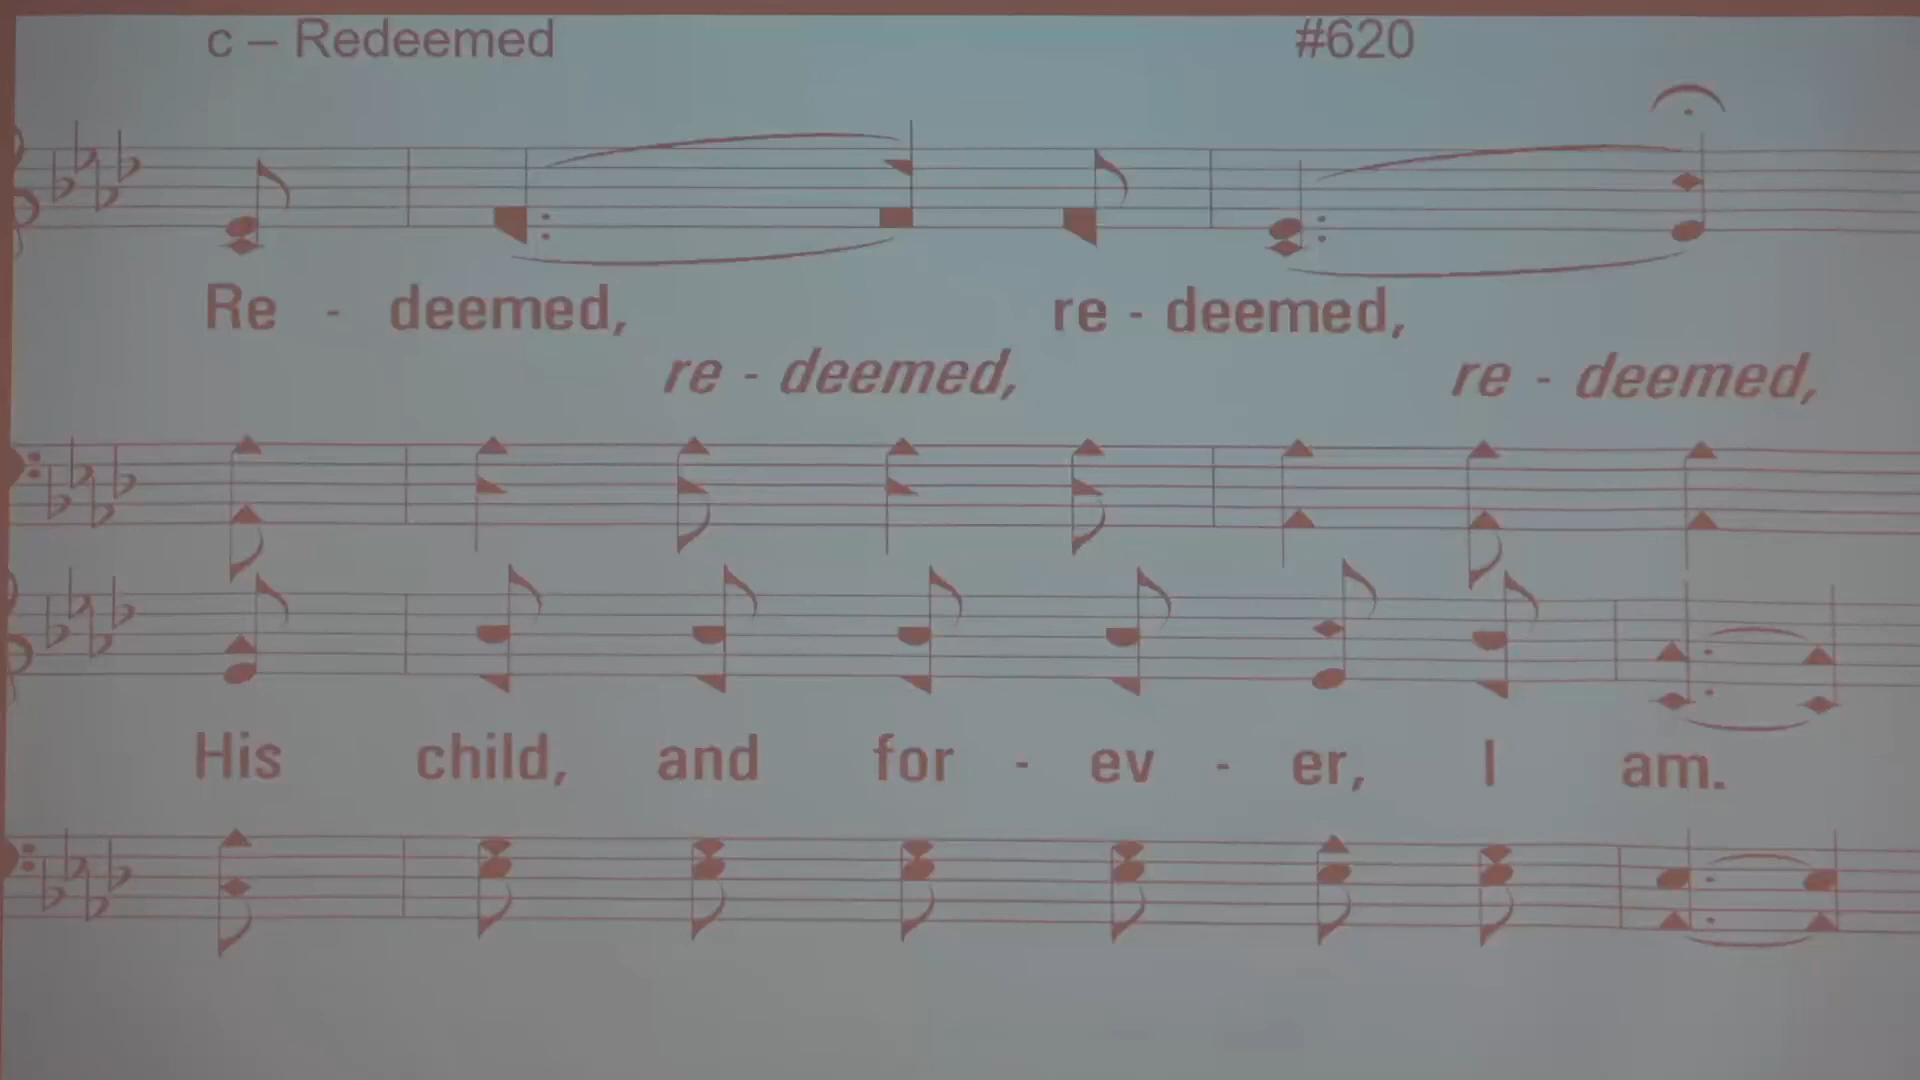 c – Redeemed #620
Re - deemed, re - deemed,
re - deemed, re - deemed,
His child, and for - ev - er, I am.